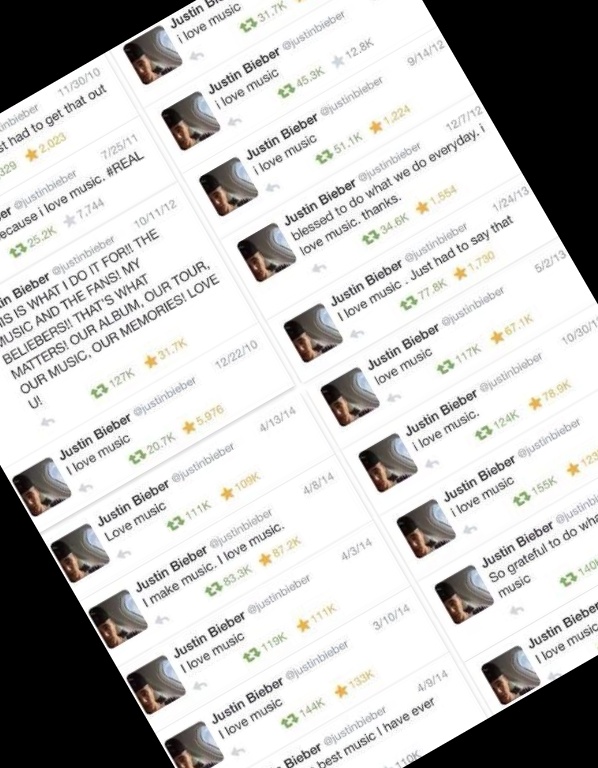 tinbieber 11/30/10
st had to get that out
329 2,023
er @justinbieber 7/25/11
ecause i love music. #REAL
25.2K 7,744
in Bieber @justinbieber 10/11/12
IS IS WHAT I DO IT FOR!! THE
MUSIC AND THE FANS! MY
BELIEBERS!! THAT'S WHAT
MATTERS! OUR ALBUM, OUR TOUR,
OUR MUSIC, OUR MEMORIES! LOVE
U!
127K 31.7K
Justin Bieber @justinbieber 12/22/10
I love music
20.7K 5,976
Justin Bieber @justinbieber 4/13/14
Love music
111K 109K
Justin Bieber @justinbieber 4/8/14
I make music. I love music.
83.3K 87.2K
Justin Bieber @justinbieber 4/3/14
I love music
119K 111K
Justin Bieber @justinbieber 3/10/14
I love music
144K 133K
Bieber @justinbieber 4/9/14
best music I have ever
110K
Justin Bi
i love music
31.7K
Justin Bieber @justinbieber
i love music
45.3K 12.8K
Justin Bieber @justinbieber 9/14/12
i love music
51.1K 1,224
Justin Bieber @justinbieber 12/7/12
blessed to do what we do everyday. i
love music. thanks.
34.6K 1,554
Justin Bieber @justinbieber 1/24/13
I love music . Just had to say that
77.8K 1,730
Justin Bieber @justinbieber 5/2/13
love music
117K 67.1K
Justin Bieber @justinbieber 10/30/1
i love music.
124K 78.9K
Justin Bieber @justinbieber
i love music
155K 123
Justin Bieber @justinbi
So grateful to do wha
music
140
Justin Bieber
I love music